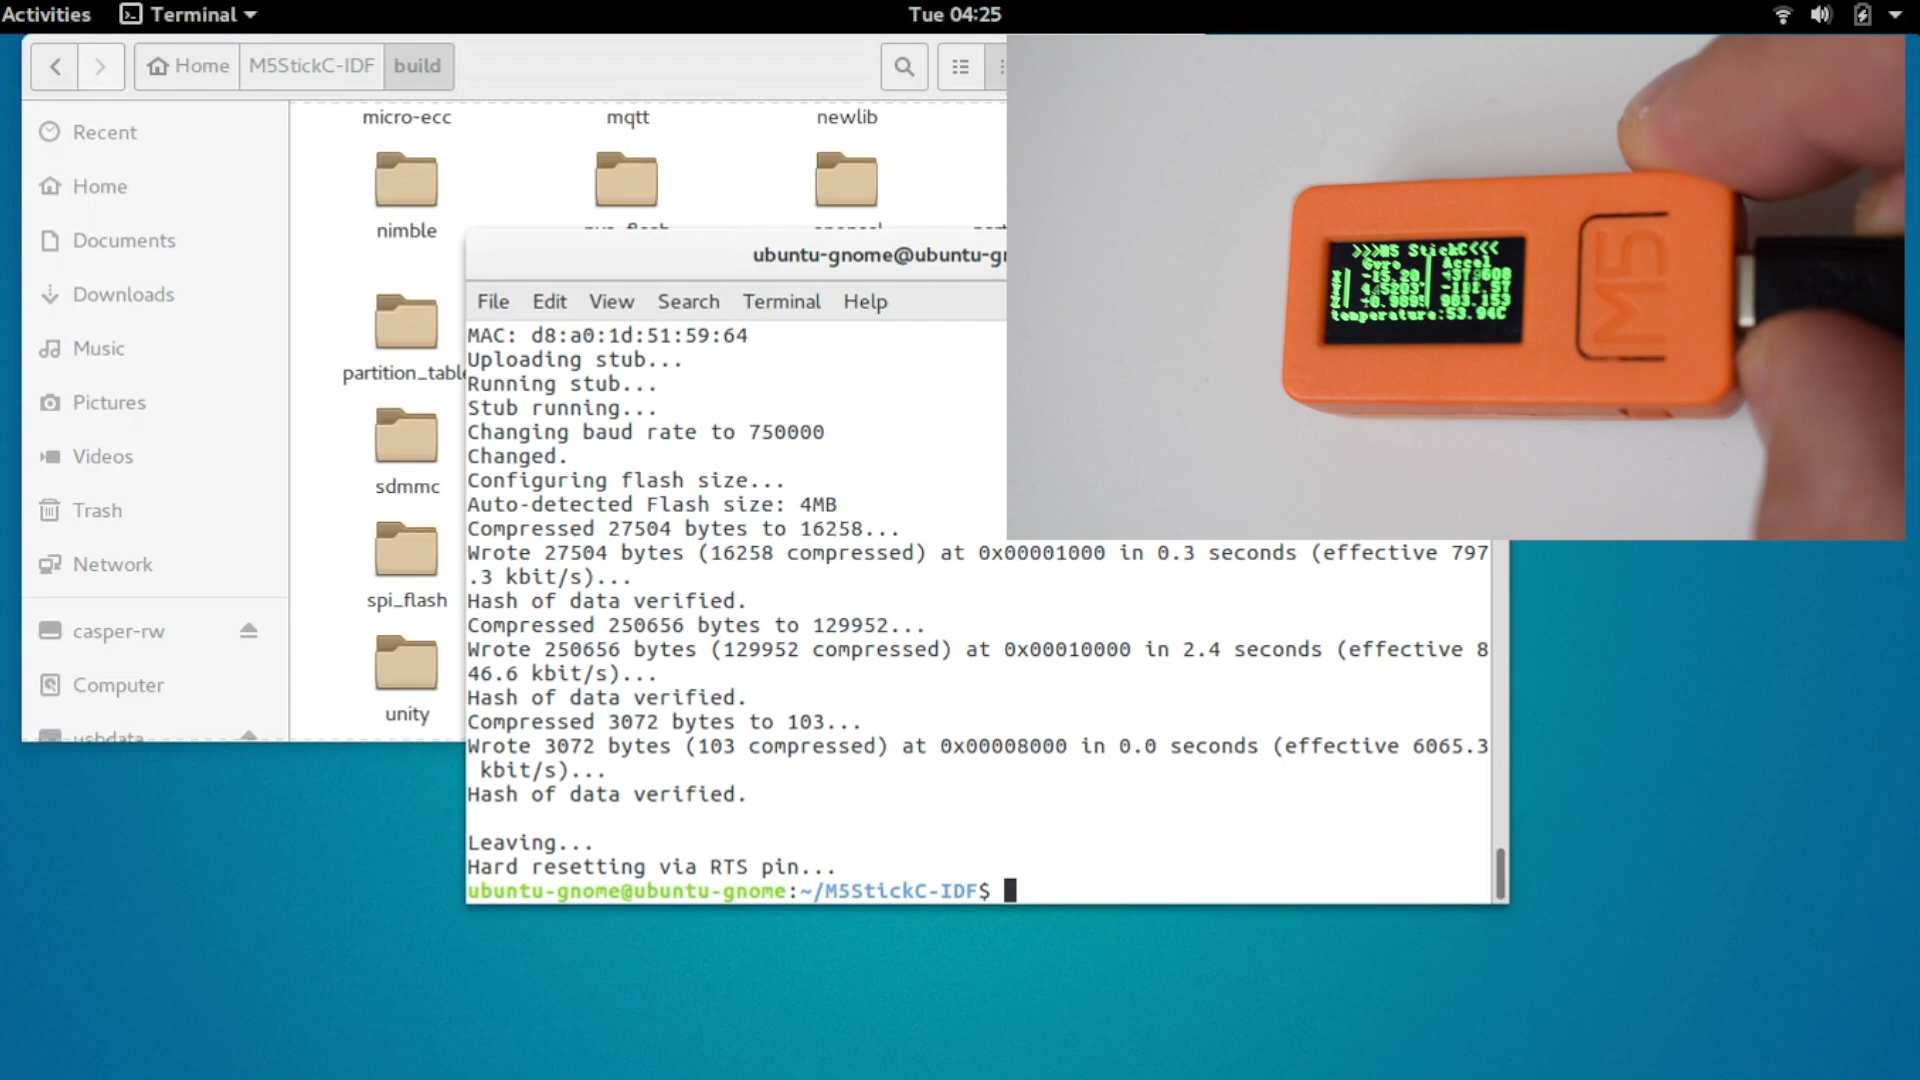 Activities Terminal Tue 04:25
Home M5StickC-IDF build
Recent
Home
Documents
Downloads
Music
Pictures
Videos
Trash
Network
casper-rw
Computer
usbdata
micro-ecc mqtt newlib
nimble
partition_table
sdmmc
spi_flash
unity
ubuntu-gnome@ubuntu-gn
File Edit View Search Terminal Help
MAC: d8:a0:1d:51:59:64
Uploading stub...
Running stub...
Stub running...
Changing baud rate to 750000
Changed.
Configuring flash size...
Auto-detected Flash size: 4MB
Compressed 27504 bytes to 16258...
Wrote 27504 bytes (16258 compressed) at 0x00001000 in 0.3 seconds (effective 797
.3 kbit/s)...
Hash of data verified.
Compressed 250656 bytes to 129952...
Wrote 250656 bytes (129952 compressed) at 0x00010000 in 2.4 seconds (effective 8
46.6 kbit/s)...
Hash of data verified.
Compressed 3072 bytes to 103...
Wrote 3072 bytes (103 compressed) at 0x00008000 in 0.0 seconds (effective 6065.3
kbit/s)...
Hash of data verified.
Leaving...
Hard resetting via RTS pin...
ubuntu-gnome@ubuntu-gnome:~/M5StickC-IDF$
>>>M5 StickC<<<
Gyro Accel
983.153
temperature:53.94C
M5